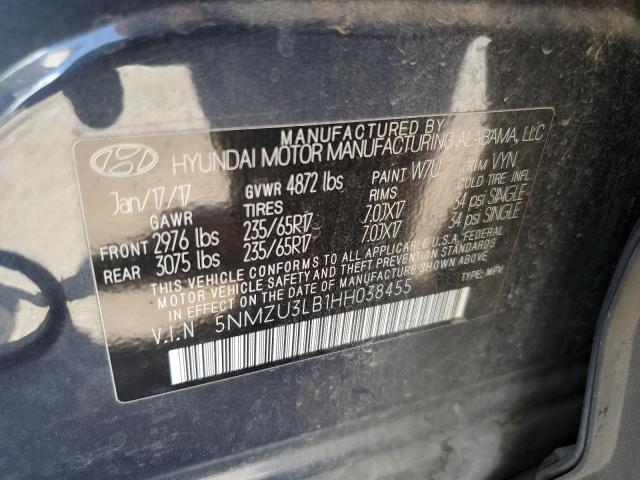 MANUFACTURED BY
HYUNDAI MOTOR MANUFACTURING ALABAMA, LLC
Jan/17/17 GVWR 4872 lbs PAINT W7U TRIM VYN
GAWR TIRES RIMS COLD TIRE INFL
FRONT 2976 lbs 235/65R17 7.0JX17 34 psi SINGLE
REAR 3075 lbs 235/65R17 7.0JX17 34 psi SINGLE
THIS VEHICLE CONFORMS TO ALL APPLICABLE U.S.A. FEDERAL
MOTOR VEHICLE SAFETY AND THEFT PREVENTION STANDARDS
IN EFFECT ON THE DATE OF MANUFACTURE SHOWN ABOVE.
V.I.N 5NMZU3LB1HH038455 TYPE: MPV